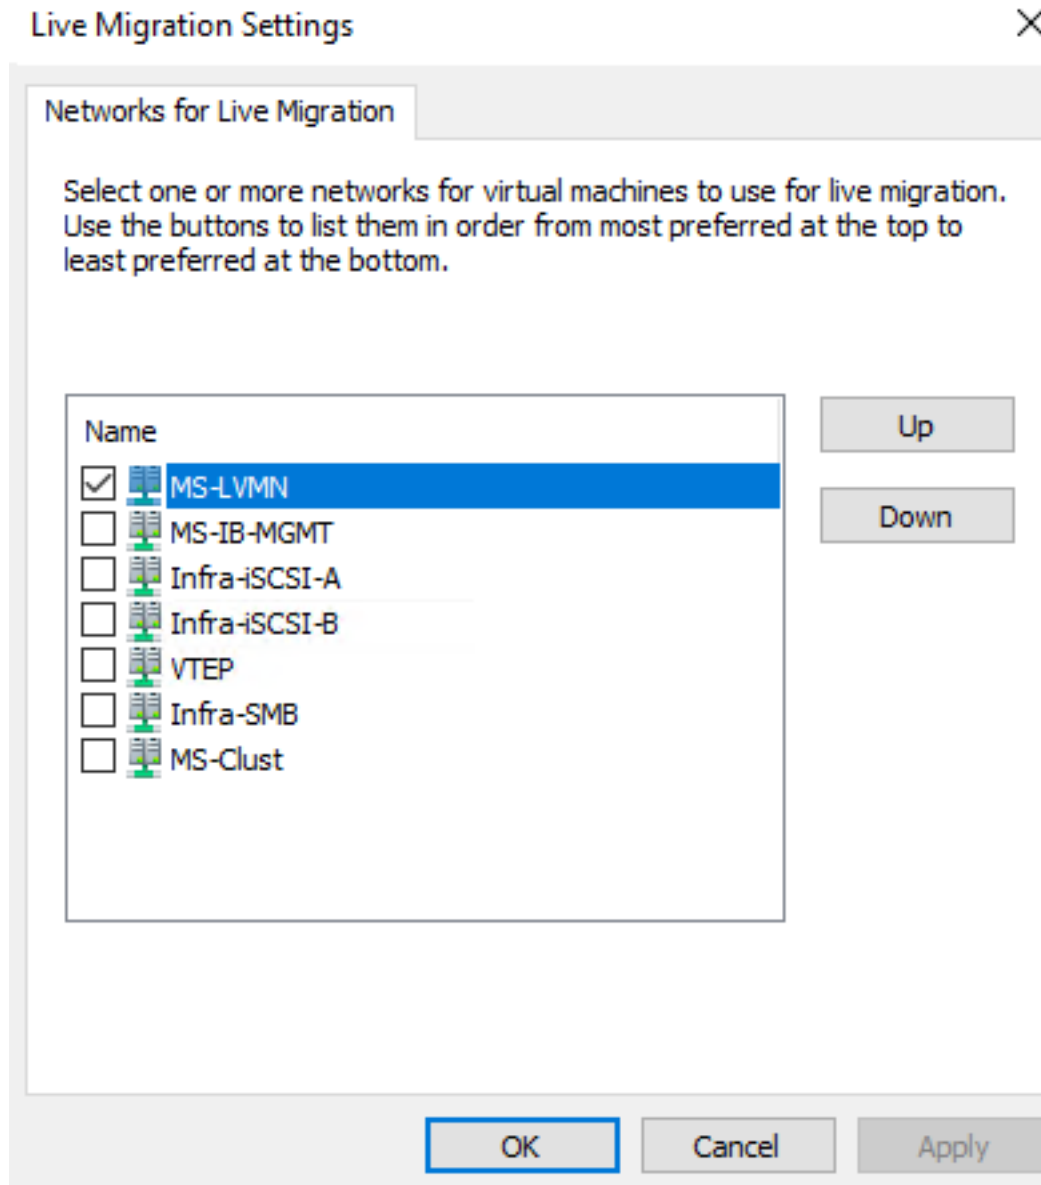 Live Migration Settings
Networks for Live Migration
Select one or more networks for virtual machines to use for live migration.
Use the buttons to list them in order from most preferred at the top to
least preferred at the bottom.
Name
MS-LVMN
MS-IB-MGMT
Infra-iSCSI-A
Infra-iSCSI-B
VTEP
Infra-SMB
MS-Clust
Up
Down
OK
Cancel
Apply